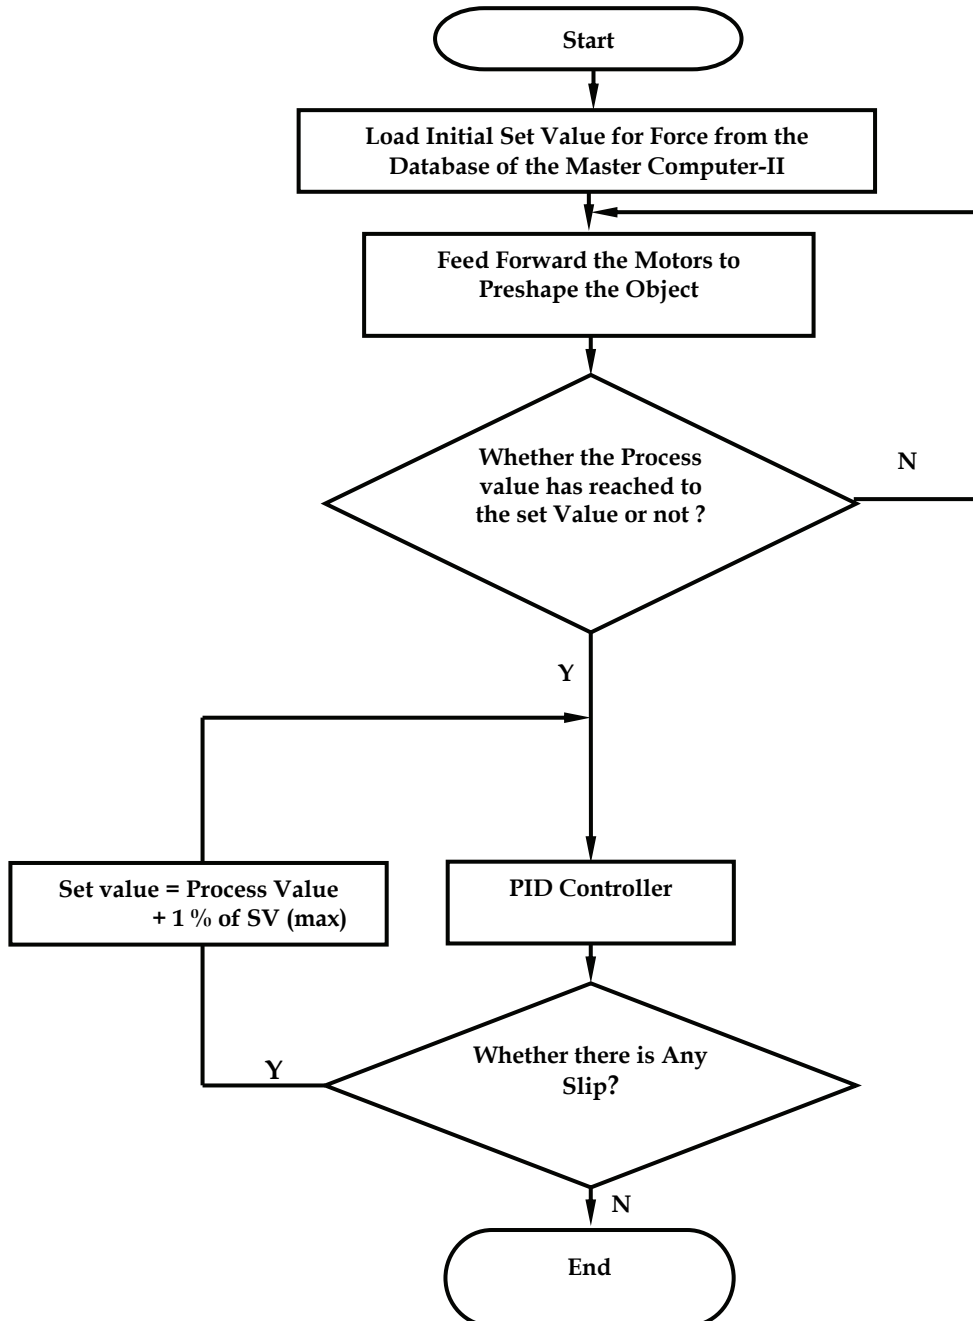 Start
Load Initial Set Value for Force from the
Database of the Master Computer-II
Feed Forward the Motors to
Preshape the Object
Whether the Process
value has reached to
the set Value or not ?
N
Y
Set value = Process Value
+ 1 % of SV (max)
PID Controller
Whether there is Any
Slip?
Y
N
End